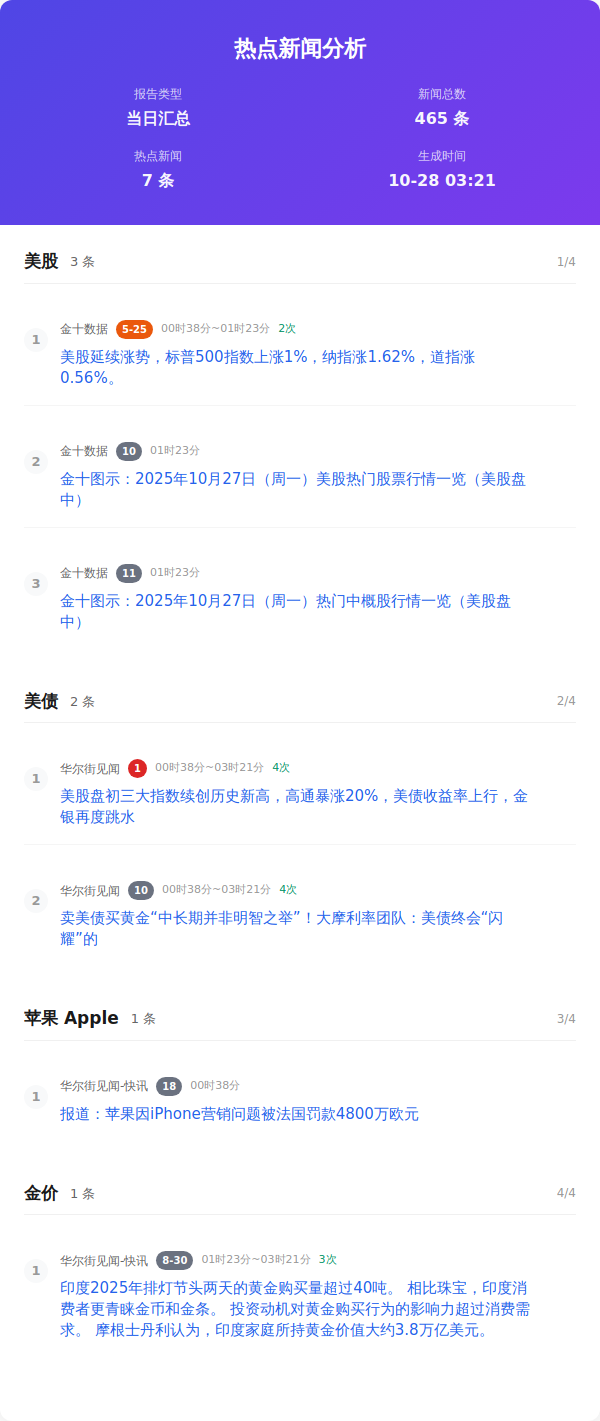 热点新闻分析
报告类型
新闻总数
当日汇总
465 条
热点新闻
生成时间
7 条
10-28 03:21
美股 3 条 1/4
1
金十数据 5-25 00时38分~01时23分 2次
美股延续涨势，标普500指数上涨1%，纳指涨1.62%，道指涨
0.56%。
2
金十数据 10 01时23分
金十图示：2025年10月27日（周一）美股热门股票行情一览（美股盘
中）
3
金十数据 11 01时23分
金十图示：2025年10月27日（周一）热门中概股行情一览（美股盘
中）
美债 2 条 2/4
1
华尔街见闻 1 00时38分~03时21分 4次
美股盘初三大指数续创历史新高，高通暴涨20%，美债收益率上行，金
银再度跳水
2
华尔街见闻 10 00时38分~03时21分 4次
卖美债买黄金“中长期并非明智之举”！大摩利率团队：美债终会“闪
耀”的
苹果 Apple 1 条 3/4
1
华尔街见闻-快讯 18 00时38分
报道：苹果因iPhone营销问题被法国罚款4800万欧元
金价 1 条 4/4
1
华尔街见闻-快讯 8-30 01时23分~03时21分 3次
印度2025年排灯节头两天的黄金购买量超过40吨。 相比珠宝，印度消
费者更青睐金币和金条。 投资动机对黄金购买行为的影响力超过消费需
求。 摩根士丹利认为，印度家庭所持黄金价值大约3.8万亿美元。